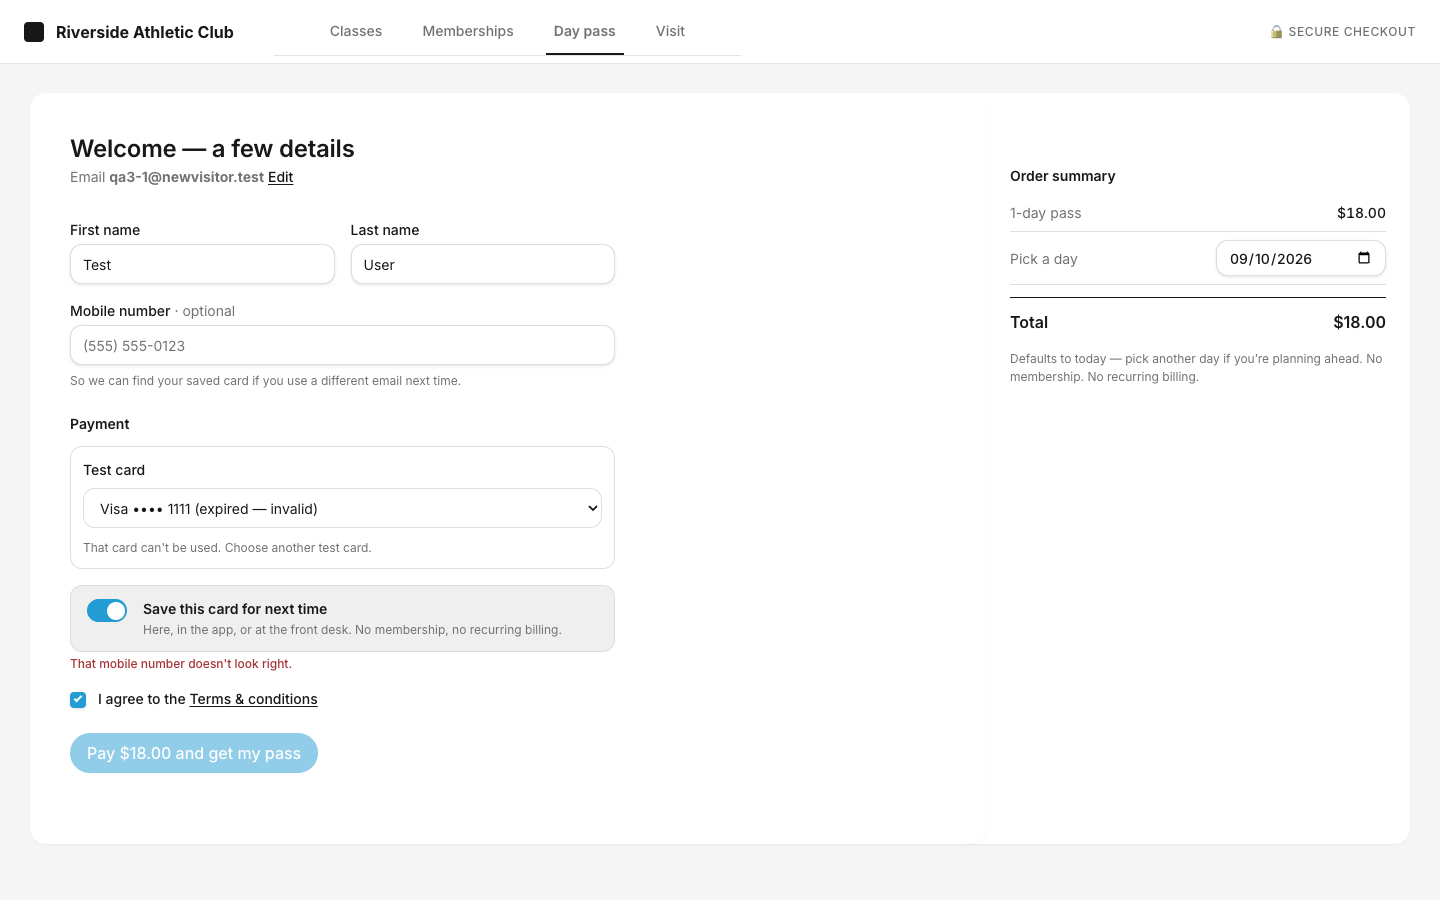 Riverside Athletic Club
Classes Memberships Day pass Visit
🔒 SECURE CHECKOUT
Welcome — a few details
Email qa3-1@newvisitor.test Edit
First name Last name
Test User
Mobile number · optional
(555) 555-0123
So we can find your saved card if you use a different email next time.
Payment
Test card
Visa •••• 1111 (expired — invalid)
That card can't be used. Choose another test card.
Save this card for next time
Here, in the app, or at the front desk. No membership, no recurring billing.
That mobile number doesn't look right.
I agree to the Terms & conditions
Pay $18.00 and get my pass
Order summary
1-day pass $18.00
Pick a day 09/10/2026
Total $18.00
Defaults to today — pick another day if you're planning ahead. No
membership. No recurring billing.